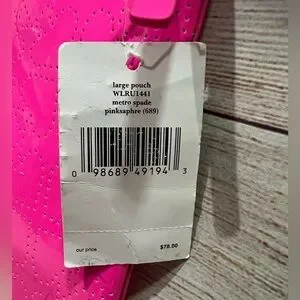 large pouch
WLRU1441
metro spade
pinksaphre (689)
0 98689 49194 3
our price $78.00